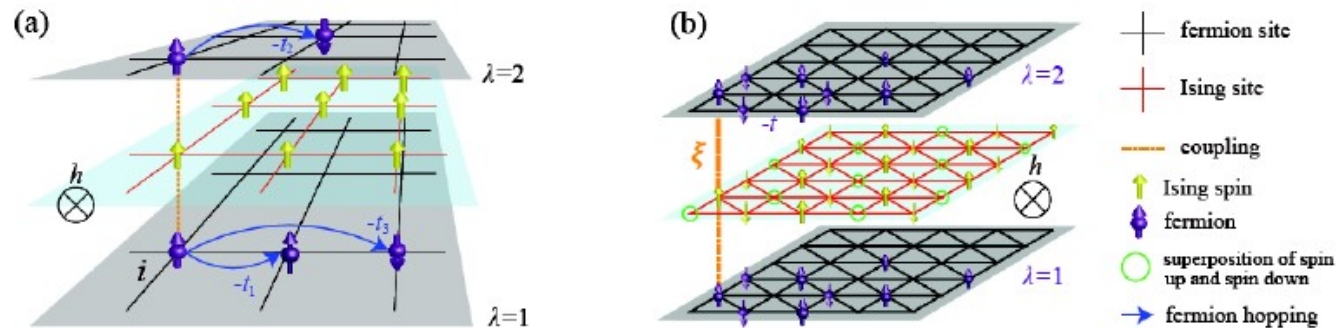 (a)
-t₂
λ=2
h
i
-t₁
-t₃
λ=1
(b)
λ=2
-t
ξ
h
λ=1
fermion site
Ising site
coupling
Ising spin
fermion
superposition of spin
up and spin down
fermion hopping